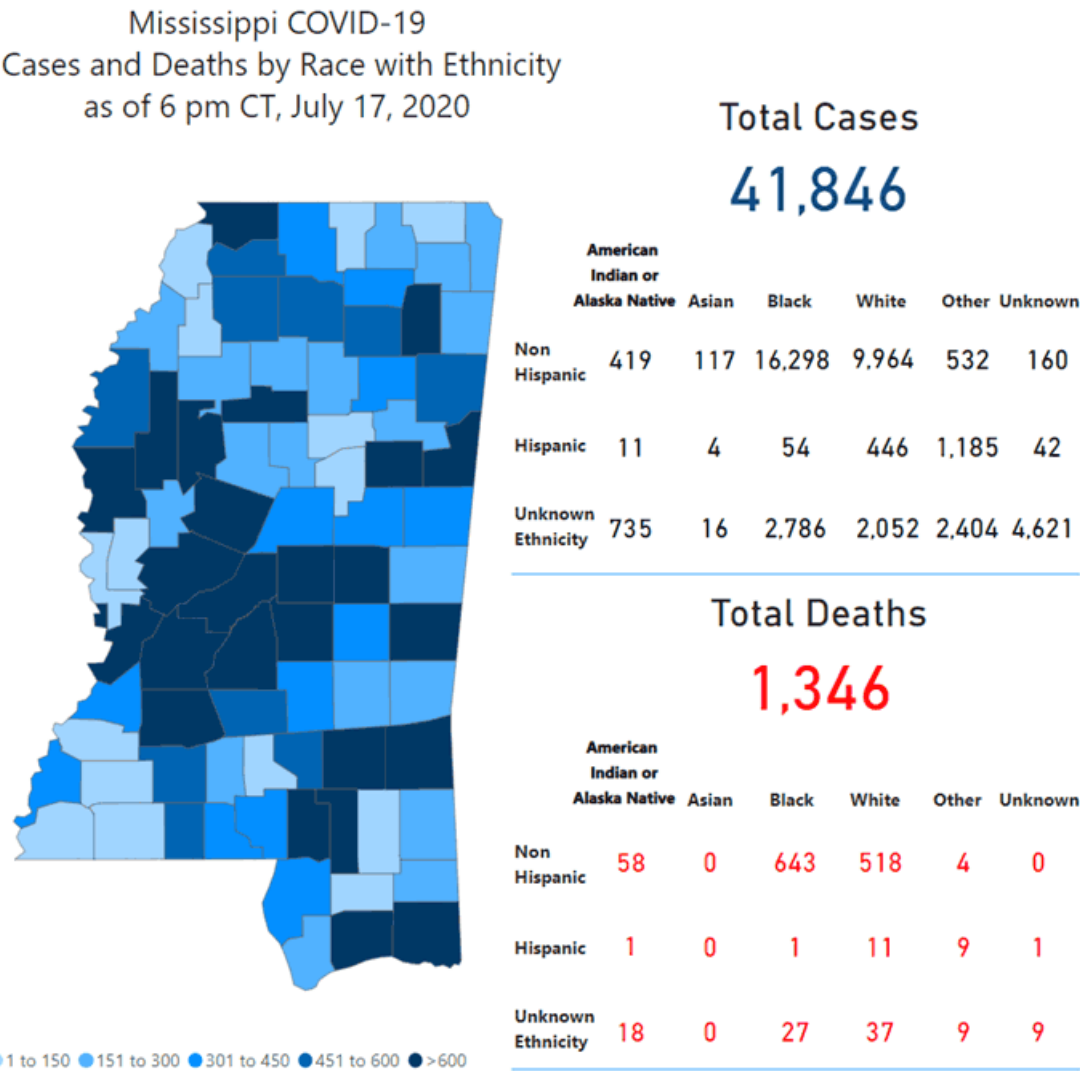 Mississippi COVID-19
Cases and Deaths by Race with Ethnicity
as of 6 pm CT, July 17, 2020
Total Cases
41,846
American
Indian or
Alaska Native Asian Black White Other Unknown
Non
Hispanic 419 117 16,298 9,964 532 160
Hispanic 11 4 54 446 1,185 42
Unknown
Ethnicity 735 16 2,786 2,052 2,404 4,621
Total Deaths
1,346
American
Indian or
Alaska Native Asian Black White Other Unknown
Non
Hispanic 58 0 643 518 4 0
Hispanic 1 0 1 11 9 1
Unknown
Ethnicity 18 0 27 37 9 9
1 to 150 151 to 300 301 to 450 451 to 600 >600